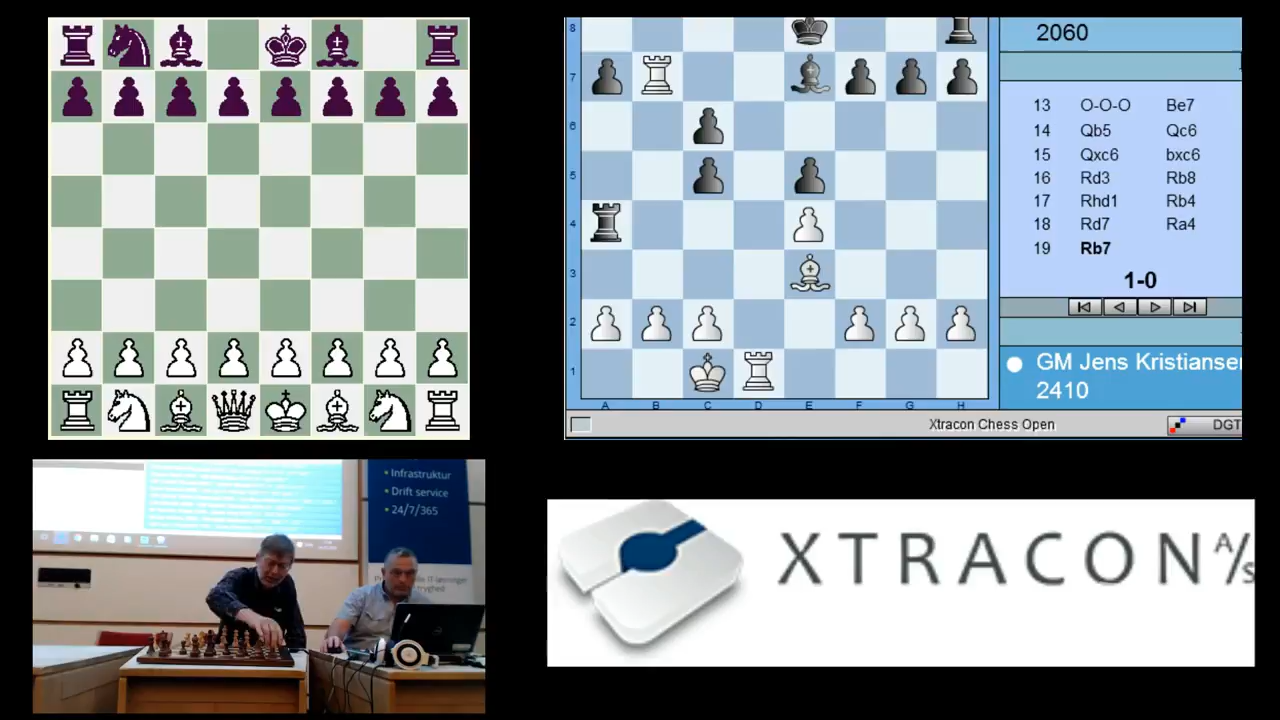 8
7
6
5
4
3
2
1
A B C D E F G H
2060
13 O-O-O Be7
14 Qb5 Qc6
15 Qxc6 bxc6
16 Rd3 Rb8
17 Rhd1 Rb4
18 Rd7 Ra4
19 Rb7
1-0
GM Jens Kristianser
2410
Xtracon Chess Open
DGT
• Infrastruktur
• Drift service
• 24/7/365
XTRACON A/S